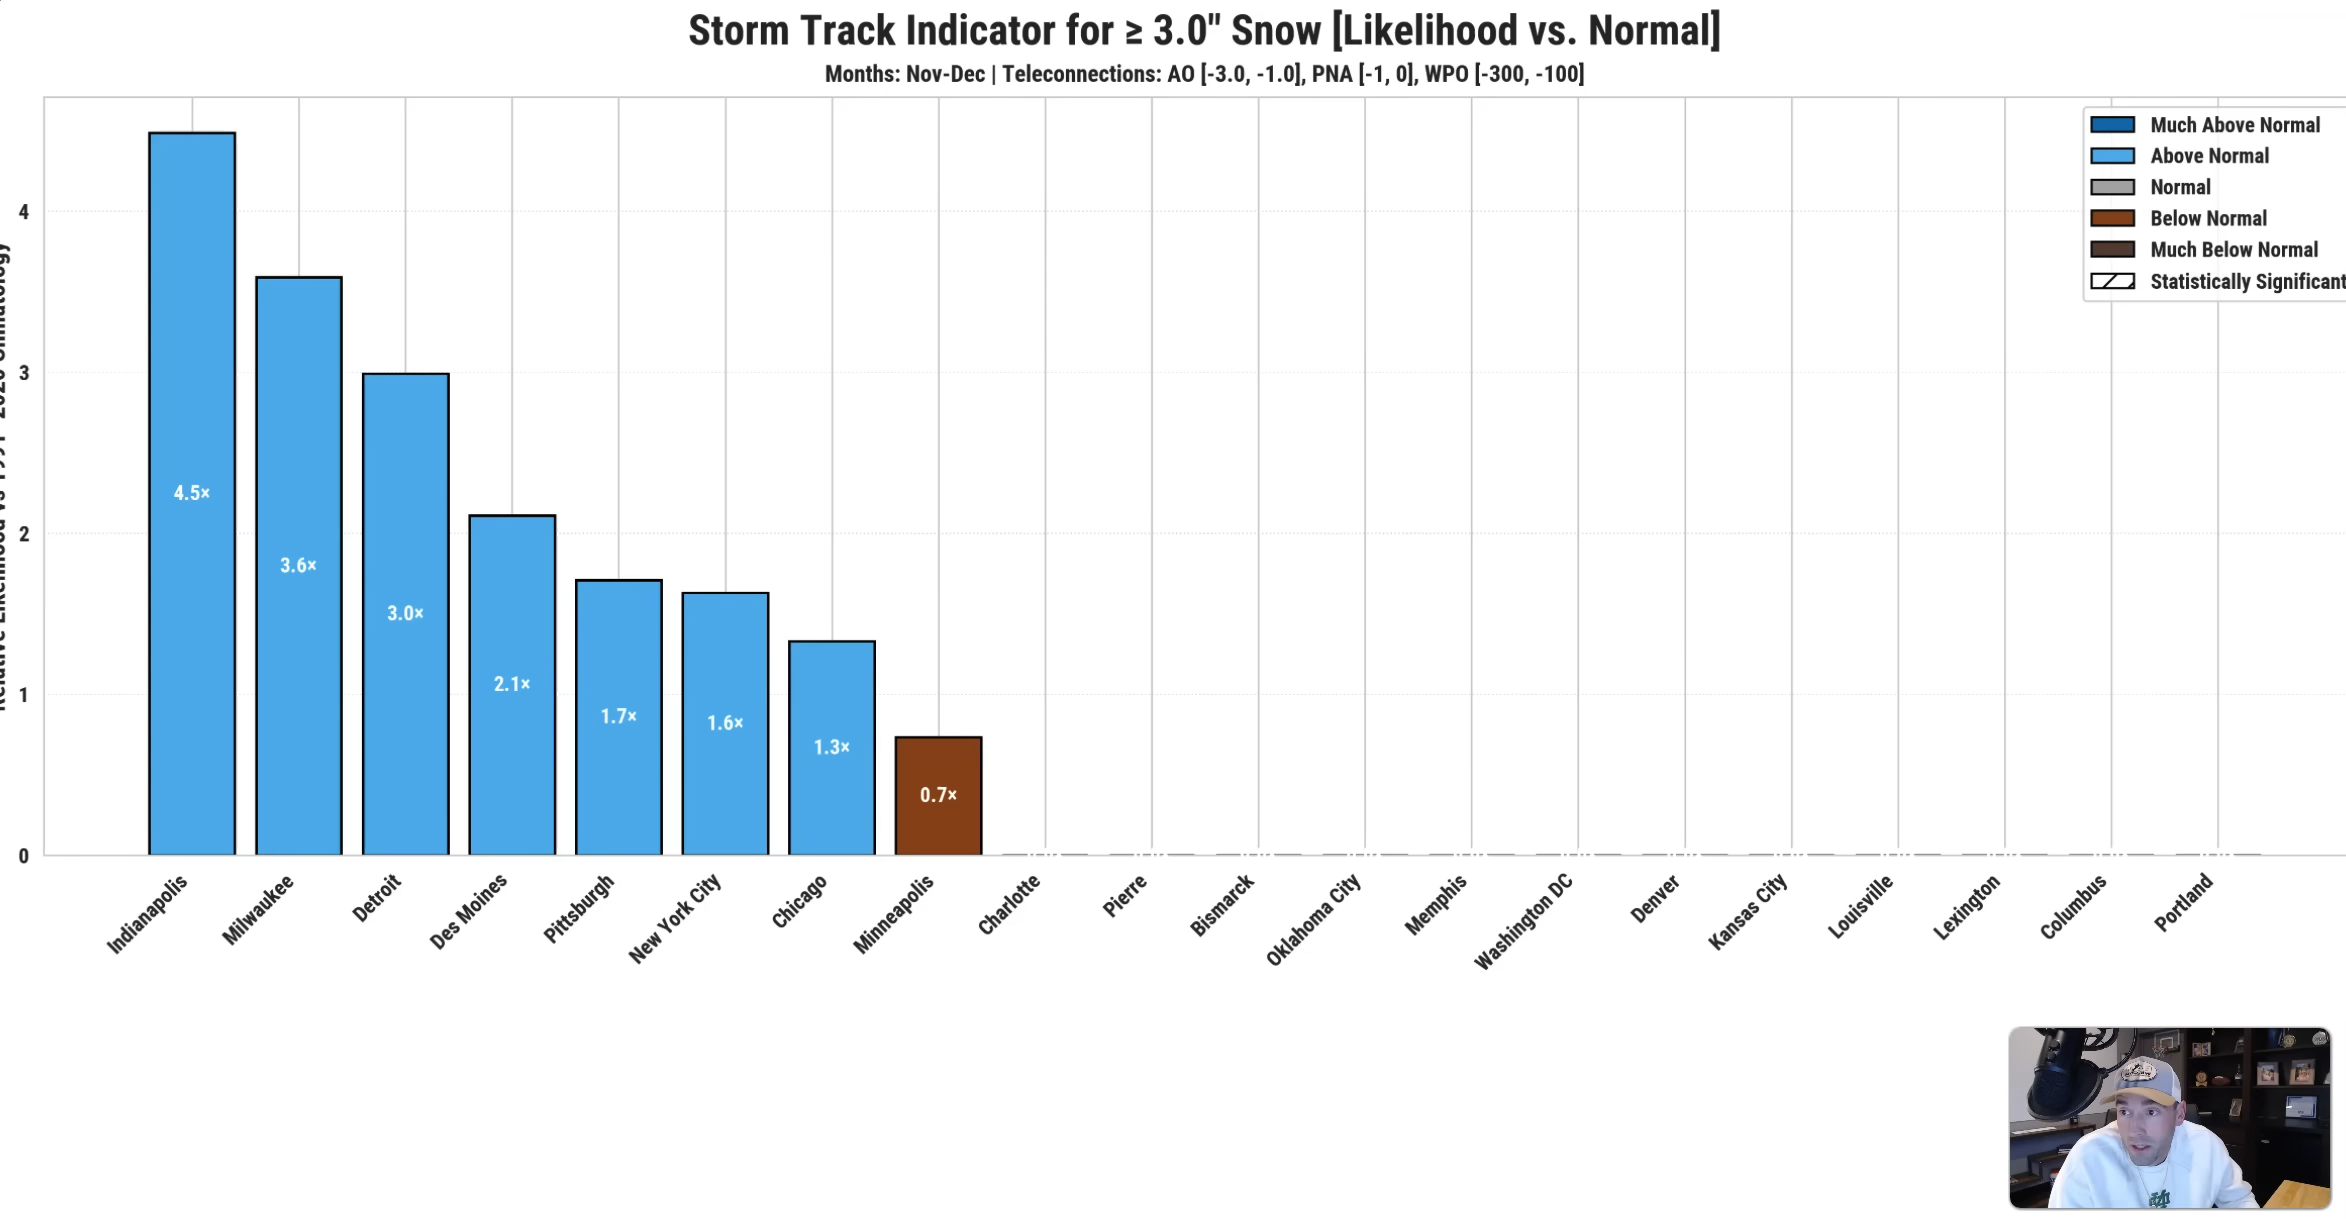 Storm Track Indicator for ≥ 3.0" Snow [Likelihood vs. Normal]
Months: Nov-Dec | Teleconnections: AO [-3.0, -1.0], PNA [-1, 0], WPO [-300, -100]
Much Above Normal
Above Normal
Normal
Below Normal
Much Below Normal
Statistically Significant
4
3
2
1
0
4.5×
3.6×
3.0×
2.1×
1.7×
1.6×
1.3×
0.7×
Indianapolis
Milwaukee
Detroit
Des Moines
Pittsburgh
New York City
Chicago
Minneapolis
Charlotte
Pierre
Bismarck
Oklahoma City
Memphis
Washington DC
Denver
Kansas City
Louisville
Lexington
Columbus
Portland